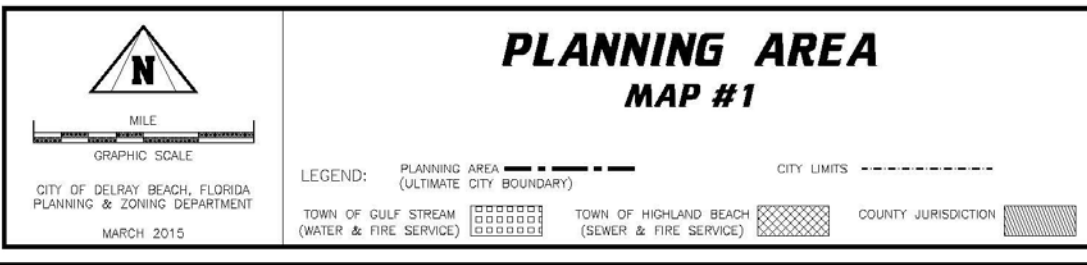 N
MILE
GRAPHIC SCALE
CITY OF DELRAY BEACH, FLORIDA
PLANNING & ZONING DEPARTMENT
MARCH 2015
PLANNING AREA
MAP #1
LEGEND:
PLANNING AREA
(ULTIMATE CITY BOUNDARY)
CITY LIMITS
TOWN OF GULF STREAM
(WATER & FIRE SERVICE)
TOWN OF HIGHLAND BEACH
(SEWER & FIRE SERVICE)
COUNTY JURISDICTION